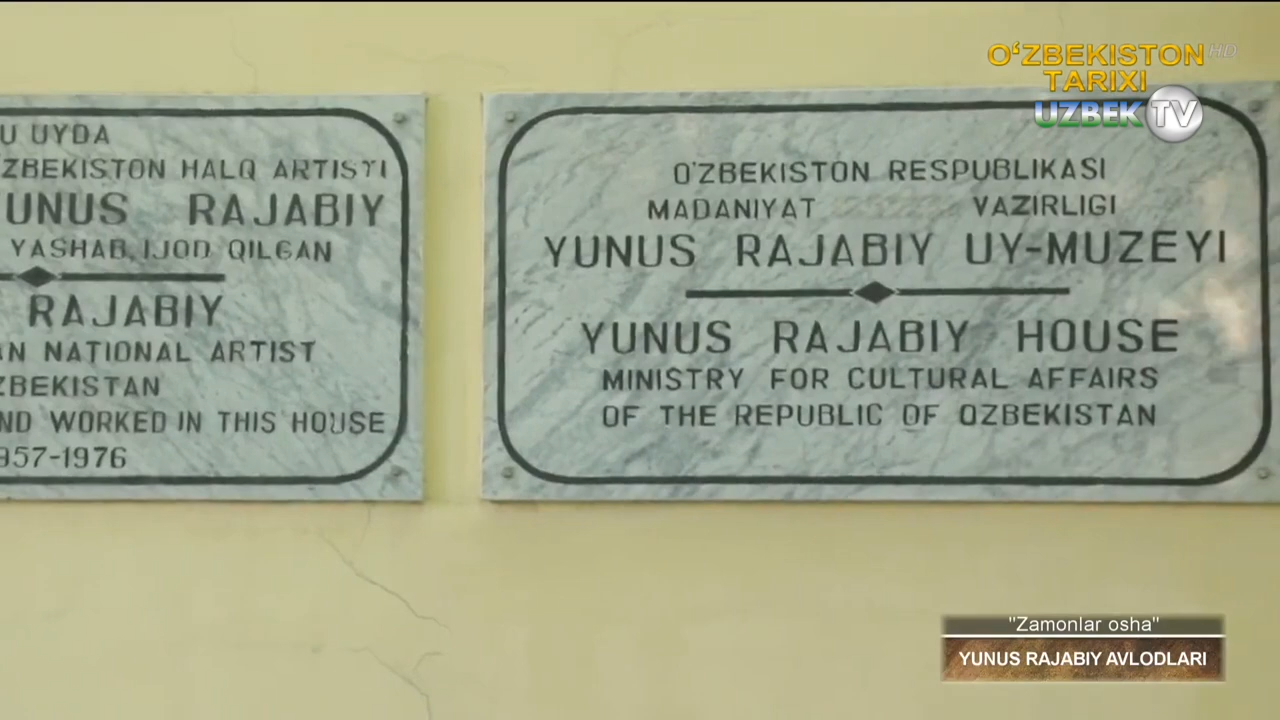 U UYDA
ZBEKISTON HALQ ARTISTI
UNUS RAJABIY
YASHAB, IJOD QILGAN
RAJABIY
AN NATIONAL ARTIST
ZBEKISTAN
ND WORKED IN THIS HOUSE
957-1976
O'ZBEKISTON RESPUBLIKASI
MADANIYAT VAZIRLIGI
YUNUS RAJABIY UY-MUZEYI
YUNUS RAJABIY HOUSE
MINISTRY FOR CULTURAL AFFAIRS
OF THE REPUBLIC OF OZBEKISTAN
O‘ZBEKISTON HD
TARIXI
UZBEK TV
"Zamonlar osha"
YUNUS RAJABIY AVLODLARI